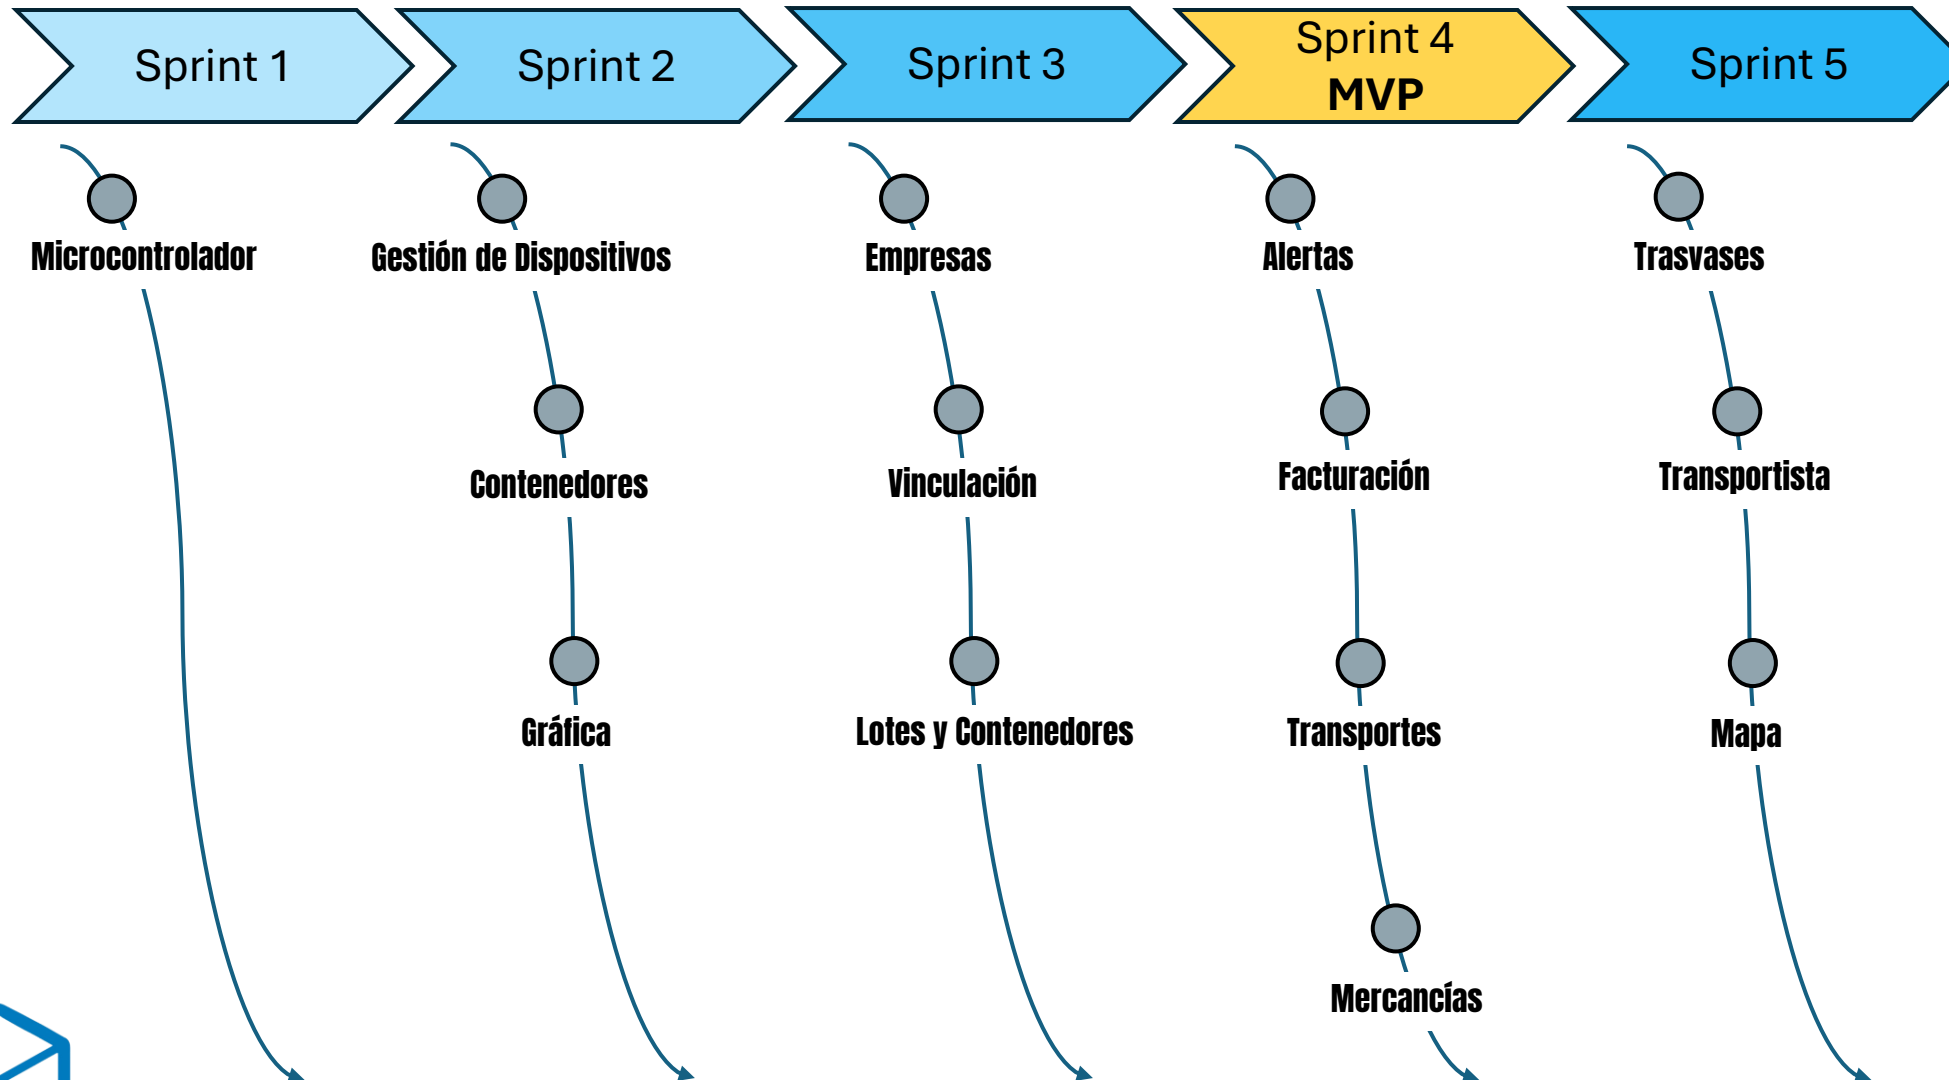 Sprint 1
Sprint 2
Sprint 3
Sprint 4
MVP
Sprint 5
Microcontrolador
Gestión de Dispositivos
Contenedores
Gráfica
Empresas
Vinculación
Lotes y Contenedores
Alertas
Facturación
Transportes
Mercancías
Trasvases
Transportista
Mapa